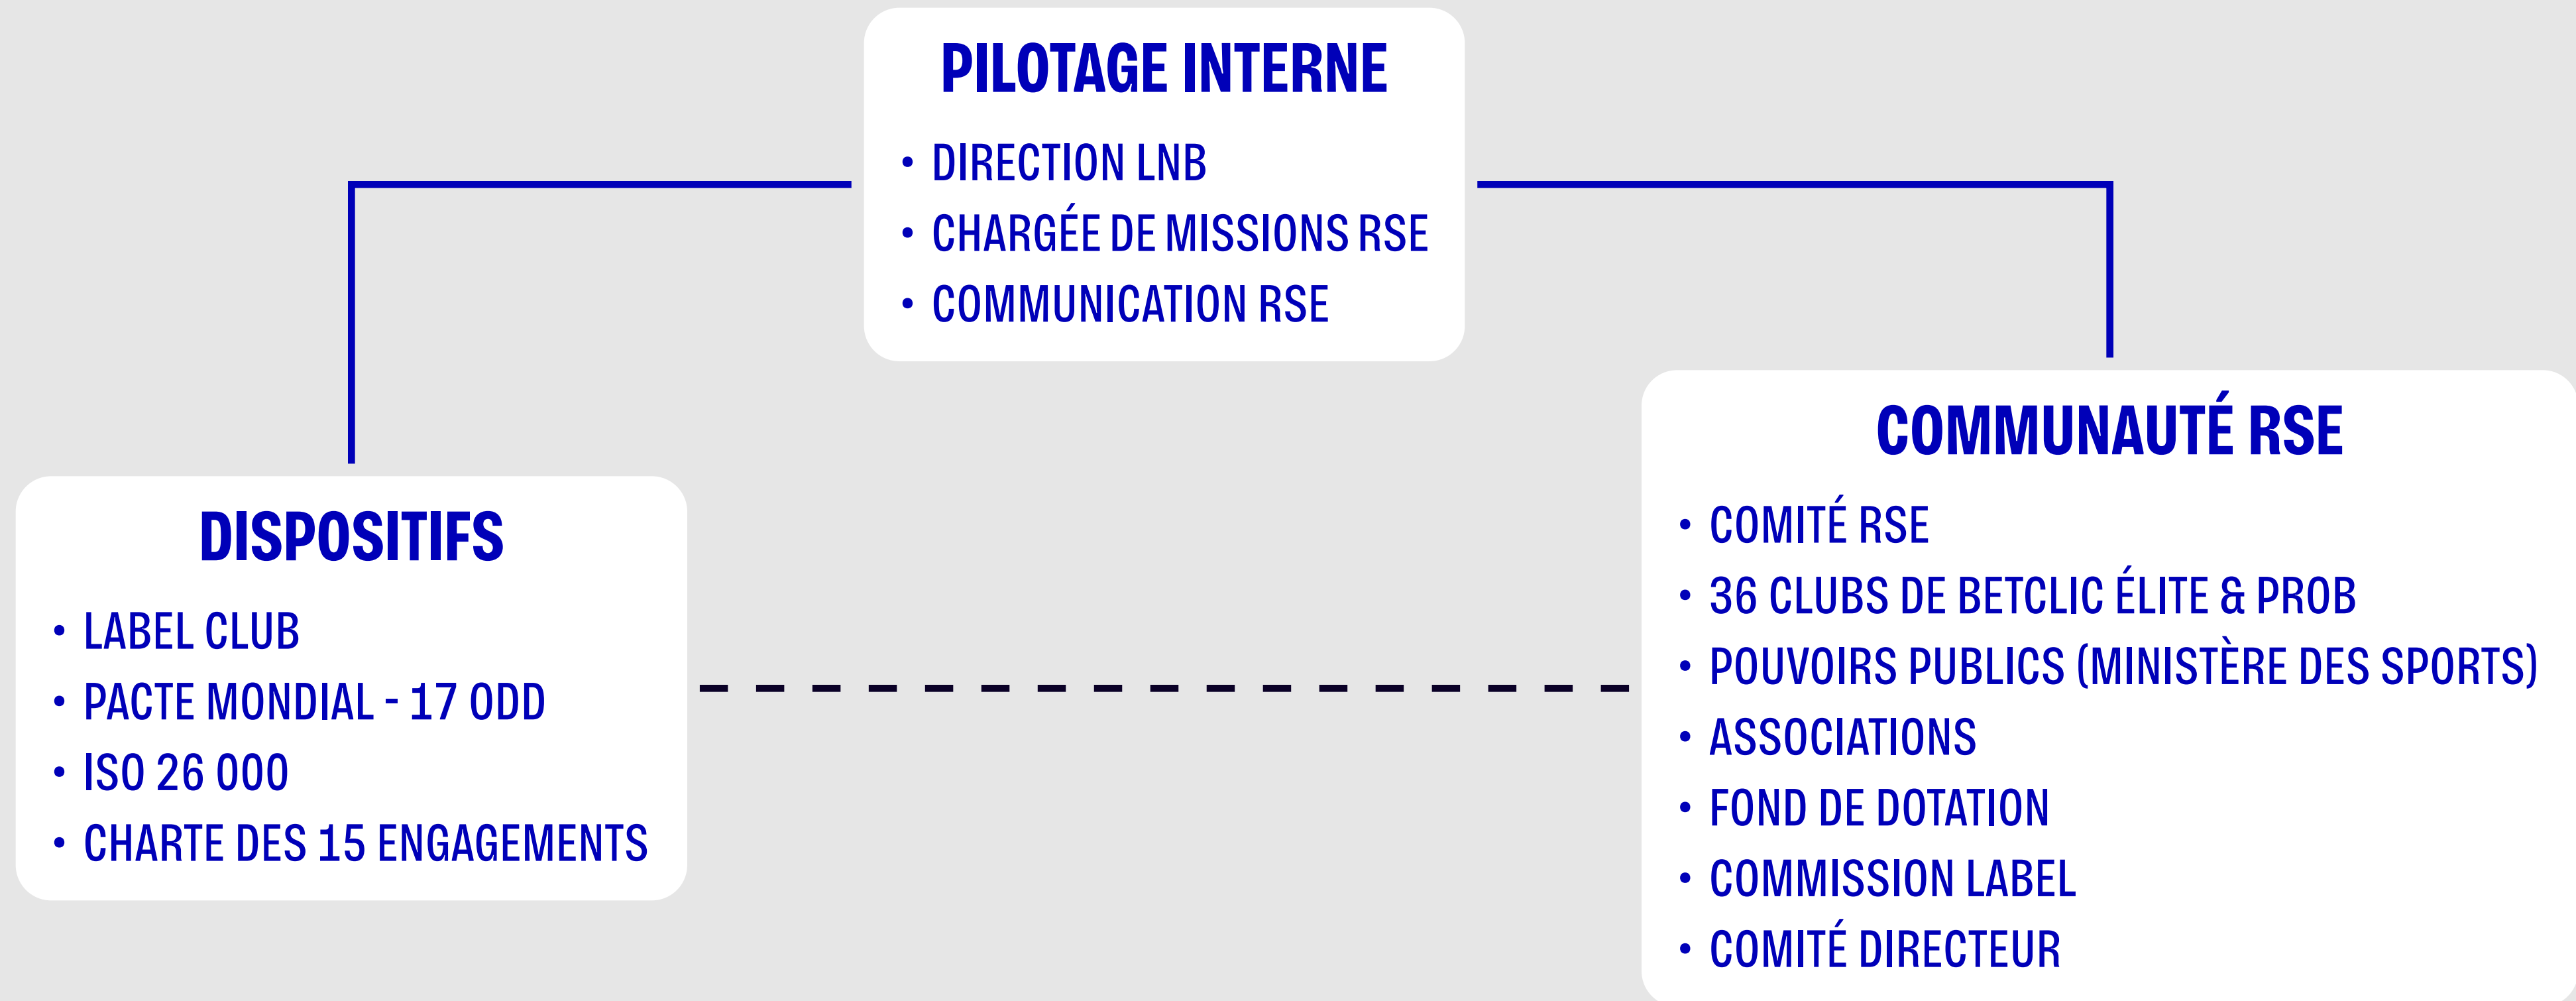 PILOTAGE INTERNE
• DIRECTION LNB
• CHARGÉE DE MISSIONS RSE
• COMMUNICATION RSE
DISPOSITIFS
• LABEL CLUB
• PACTE MONDIAL - 17 ODD
• ISO 26 000
• CHARTE DES 15 ENGAGEMENTS
COMMUNAUTÉ RSE
• COMITÉ RSE
• 36 CLUBS DE BETCLIC ÉLITE & PROB
• POUVOIRS PUBLICS (MINISTÈRE DES SPORTS)
• ASSOCIATIONS
• FOND DE DOTATION
• COMMISSION LABEL
• COMITÉ DIRECTEUR